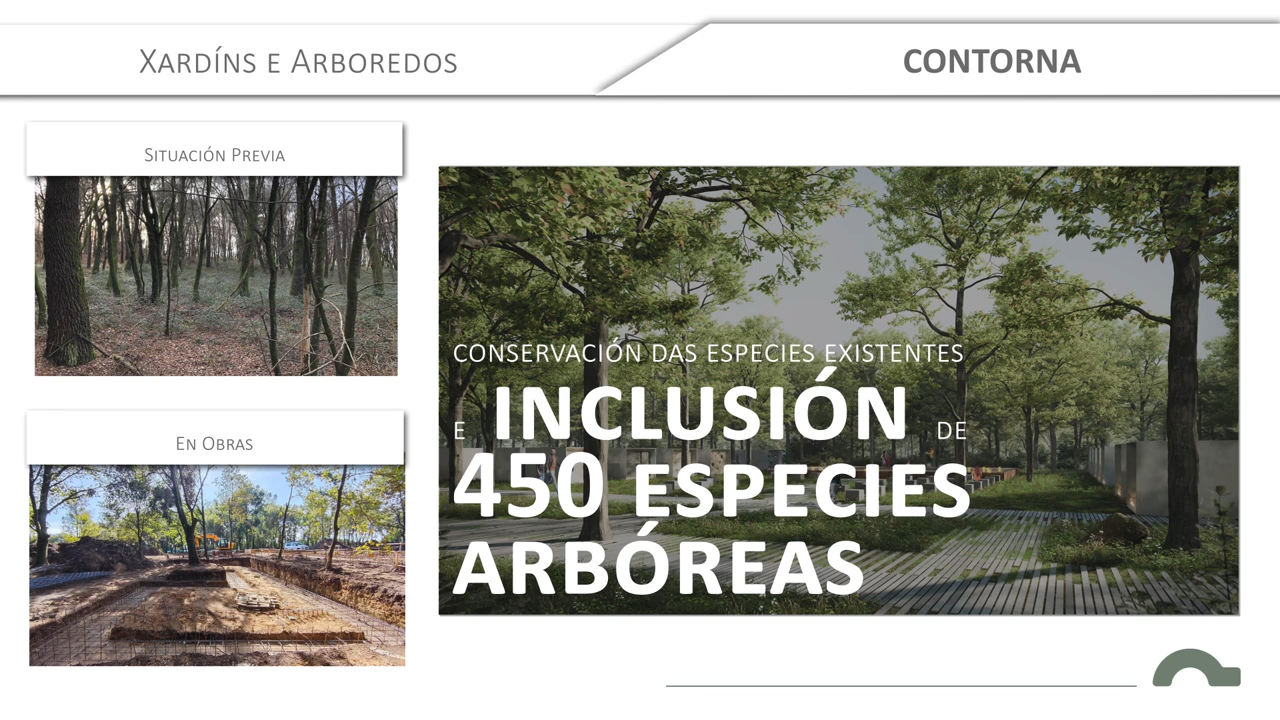 Xardíns e Arboredos
CONTORNA
Situación Previa
En Obras
CONSERVACIÓN DAS ESPECIES EXISTENTES
E INCLUSIÓN DE
450 ESPECIES
ARBÓREAS